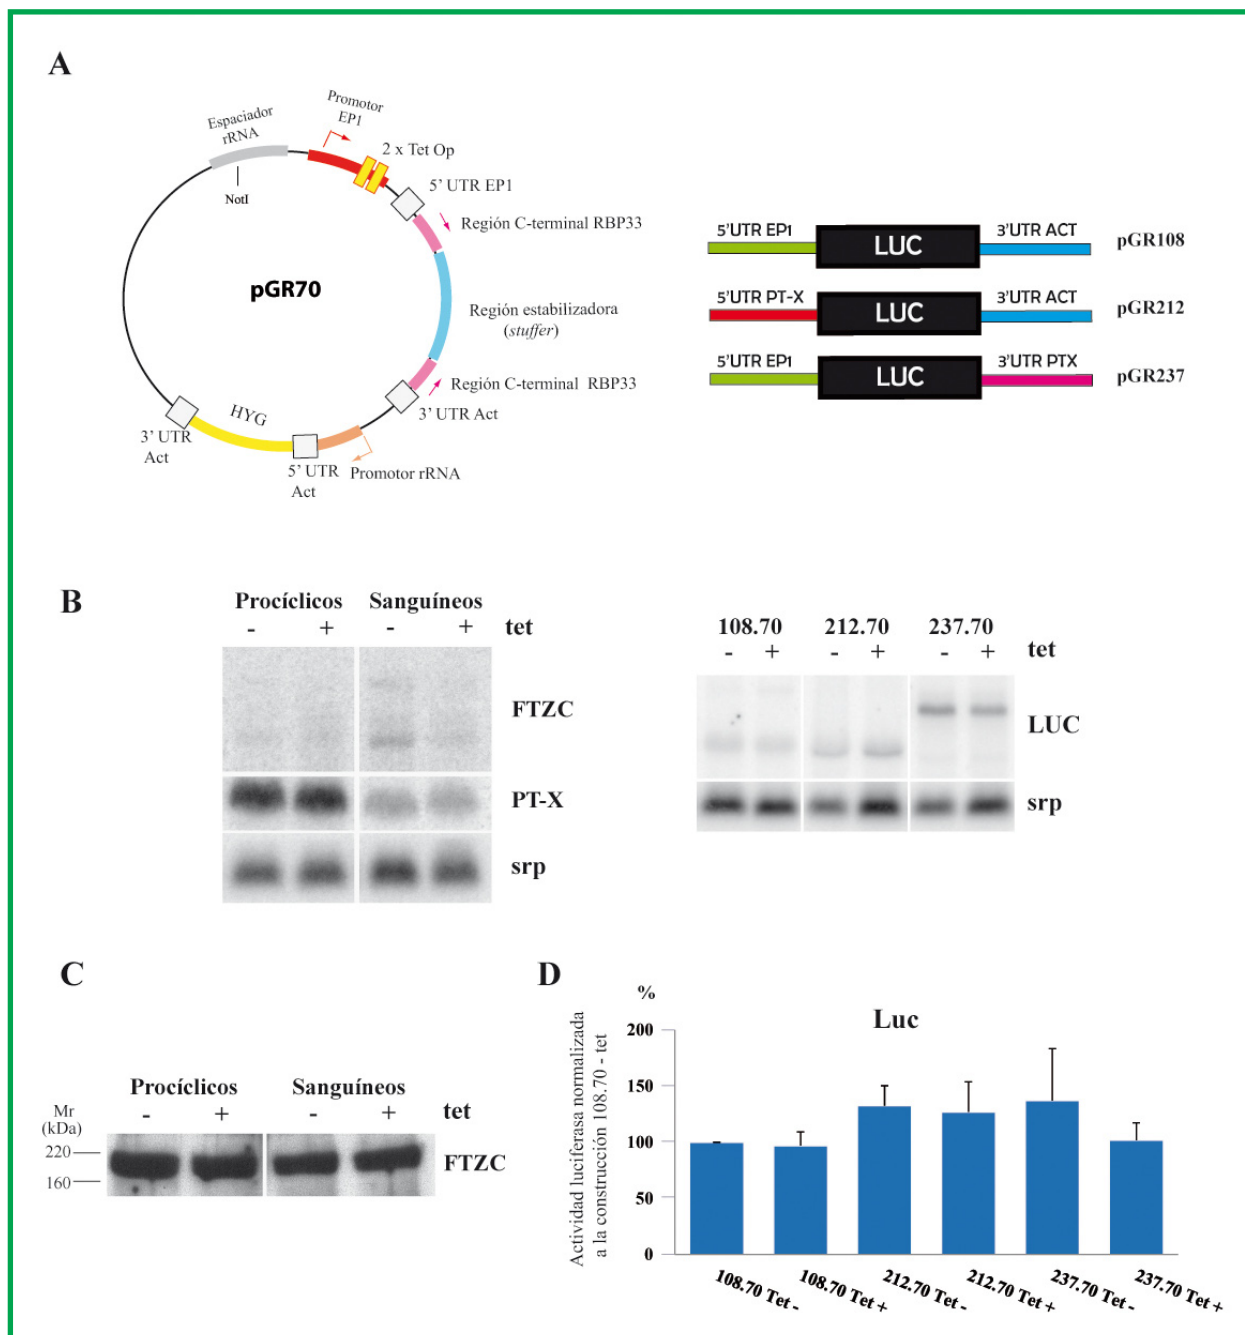 A
Espaciador
rRNA
NotI
Promotor
EP1
2 x Tet Op
5' UTR EP1
Región C-terminal RBP33
pGR70
Región estabilizadora
(stuffer)
Región C-terminal RBP33
3' UTR Act
Promotor rRNA
5' UTR
Act
HYG
3' UTR
Act
5'UTR EP1 LUC 3'UTR ACT pGR108
5'UTR PT-X LUC 3'UTR ACT pGR212
5'UTR EP1 LUC 3'UTR PTX pGR237
B
Procíclicos Sanguíneos
- + - + tet
FTZC
PT-X
srp
108.70 212.70 237.70
- + - + - + tet
LUC
srp
C
Procíclicos Sanguíneos
Mr
(kDa)
- + - + tet
220
160
FTZC
D
%
Luc
Actividad luciferasa normalizada
a la construcción 108.70 - tet
200
150
100
50
0
108.70 Tet -
108.70 Tet +
212.70 Tet -
212.70 Tet +
237.70 Tet -
237.70 Tet +